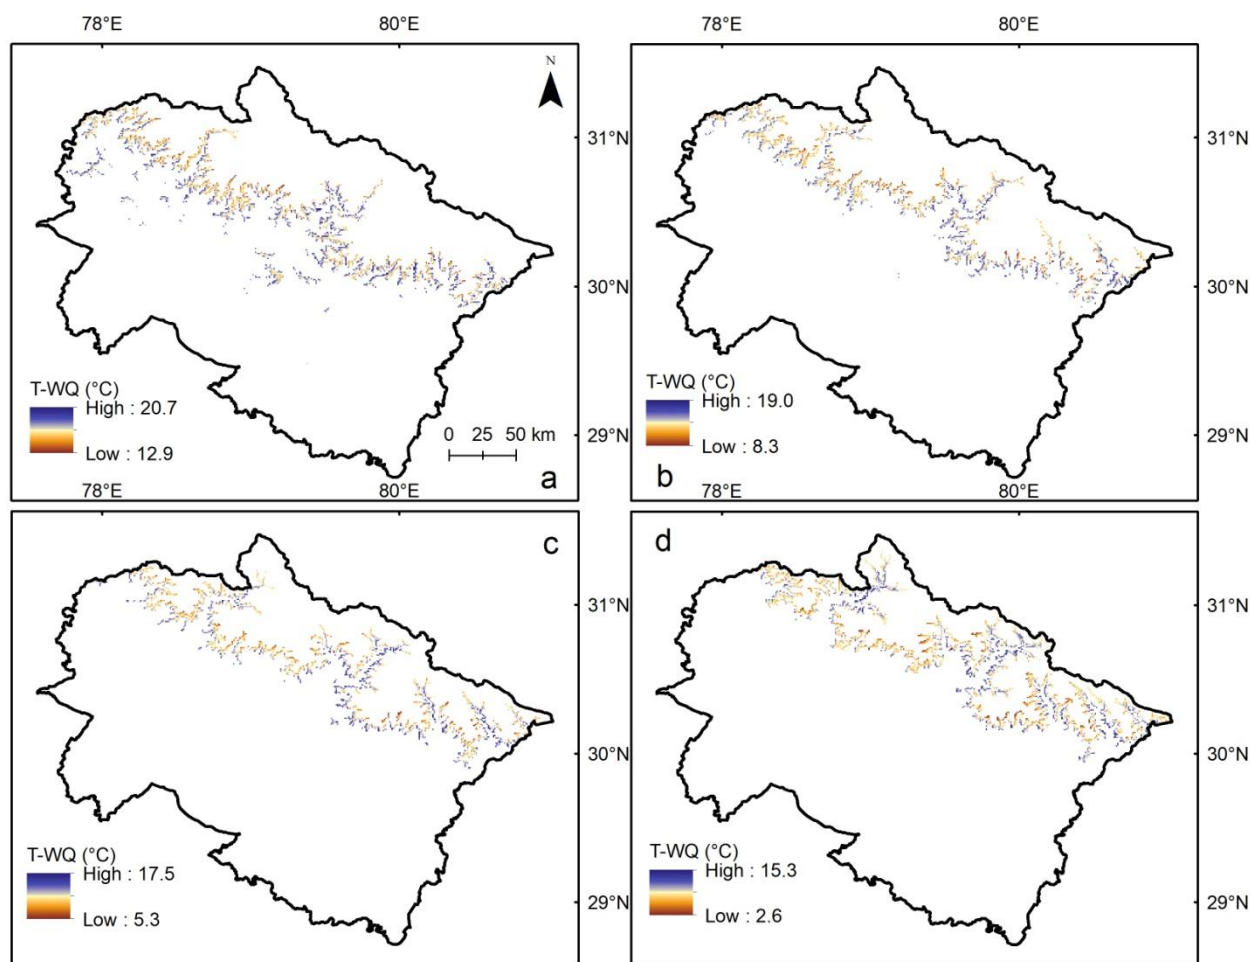 78°E 80°E 78°E 80°E
N
31°N 31°N
30°N 30°N
T-WQ (°C)
High : 20.7
Low : 12.9
0 25 50 km
29°N
a
T-WQ (°C)
High : 19.0
Low : 8.3
29°N
b
78°E 80°E 78°E 80°E
c d
31°N 31°N
30°N 30°N
T-WQ (°C)
High : 17.5
Low : 5.3
29°N
T-WQ (°C)
High : 15.3
Low : 2.6
29°N